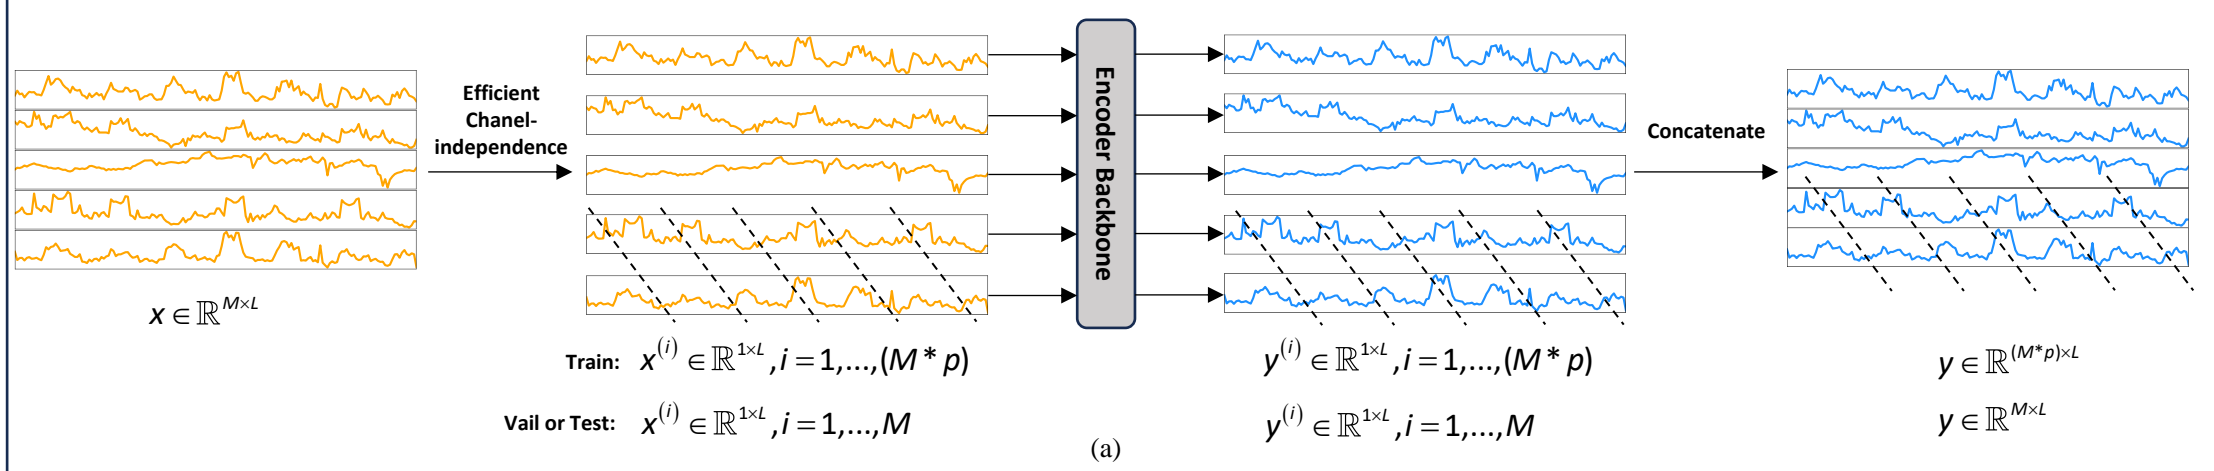 Efficient
Chanel-
independence
Encoder Backbone
Concatenate
x ∈ ℝ^{M×L}
Train: x^{(i)} ∈ ℝ^{1×L}, i = 1,...,(M * p)
y^{(i)} ∈ ℝ^{1×L}, i = 1,...,(M * p)
y ∈ ℝ^{(M*p)×L}
Vail or Test: x^{(i)} ∈ ℝ^{1×L}, i = 1,...,M
y^{(i)} ∈ ℝ^{1×L}, i = 1,...,M
y ∈ ℝ^{M×L}
(a)